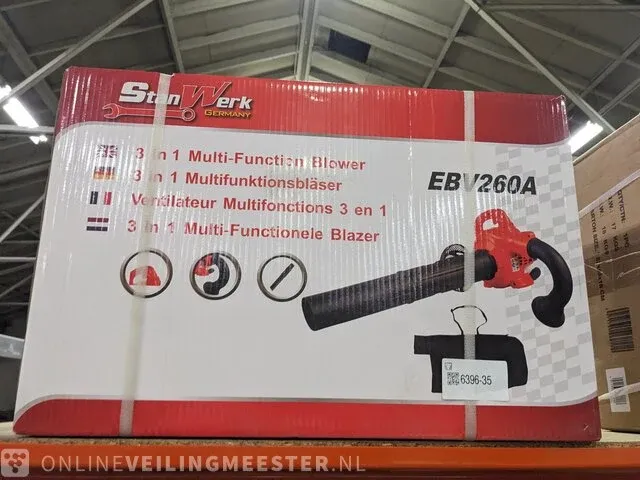 StanWerk
GERMANY
3 in 1 Multi-Function Blower
3 in 1 Multifunktionsbläser
Ventilateur Multifonctions 3 en 1
3 in 1 Multi-Functionele Blazer
EBV260A
6396-35
ONLINEVEILINGMEESTER.NL